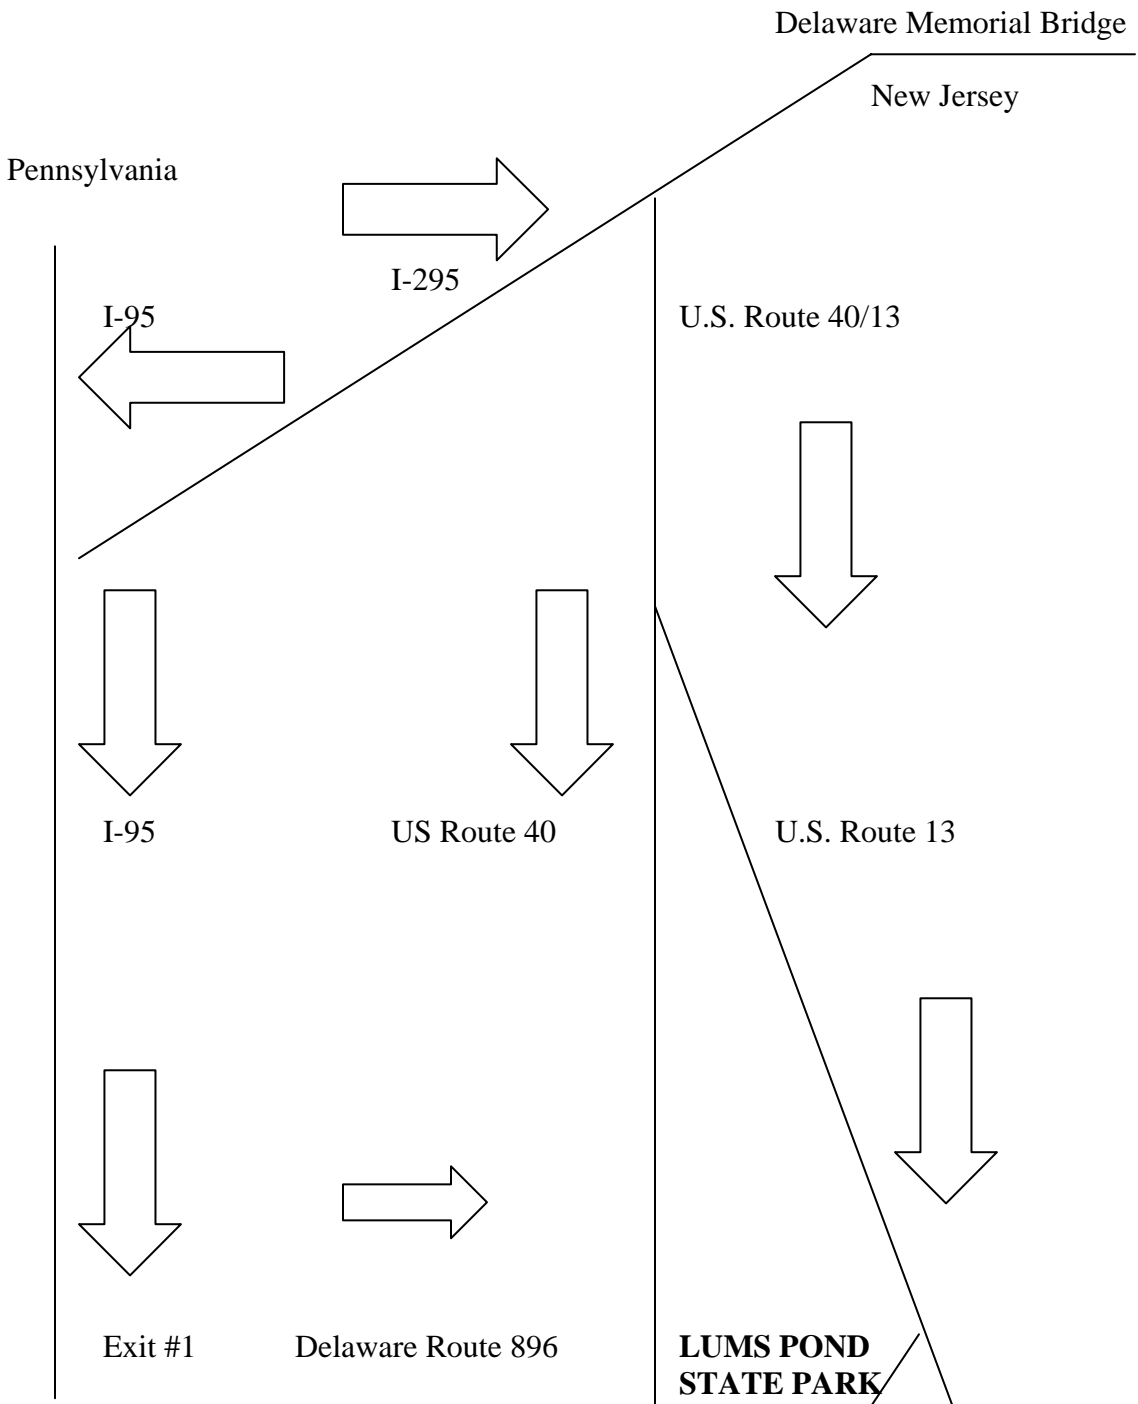 Delaware Memorial Bridge
New Jersey
Pennsylvania
I-295
I-95
U.S. Route 40/13
I-95
US Route 40
U.S. Route 13
Exit #1
Delaware Route 896
LUMS POND
STATE PARK